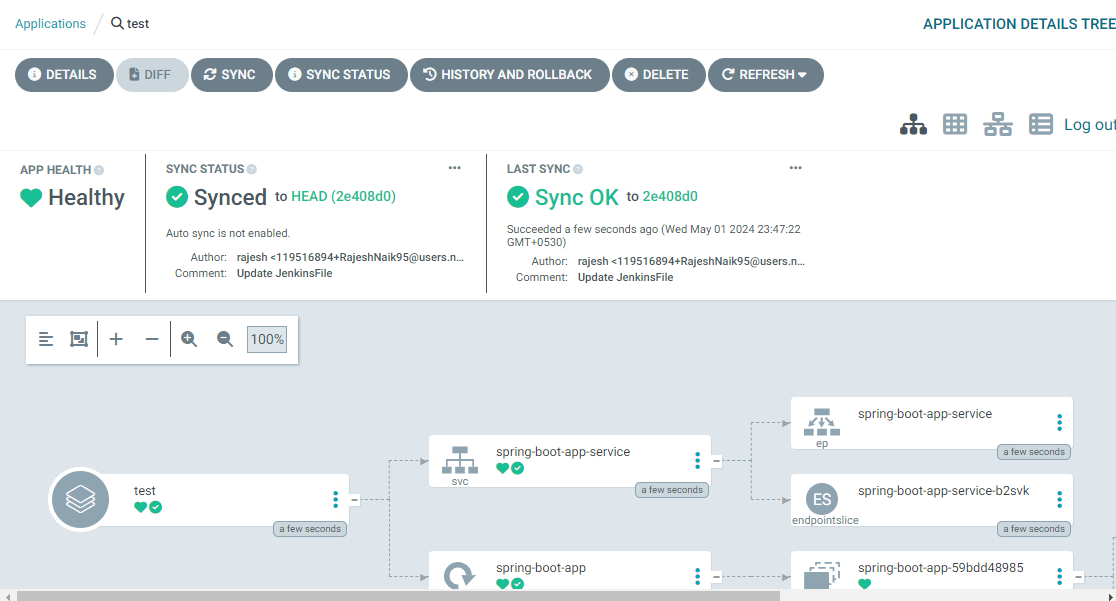 Applications / test
APPLICATION DETAILS TREE
DETAILS
DIFF
SYNC
SYNC STATUS
HISTORY AND ROLLBACK
DELETE
REFRESH
Log out
APP HEALTH
Healthy
SYNC STATUS
Synced to HEAD (2e408d0)
Auto sync is not enabled.
Author: rajesh <119516894+RajeshNaik95@users.n...
Comment: Update JenkinsFile
LAST SYNC
Sync OK to 2e408d0
Succeeded a few seconds ago (Wed May 01 2024 23:47:22
GMT+0530)
Author: rajesh <119516894+RajeshNaik95@users.n...
Comment: Update JenkinsFile
100%
test
a few seconds
spring-boot-app-service
svc
a few seconds
spring-boot-app
spring-boot-app-service
ep
a few seconds
ES
spring-boot-app-service-b2svk
endpointslice
a few seconds
spring-boot-app-59bdd48985